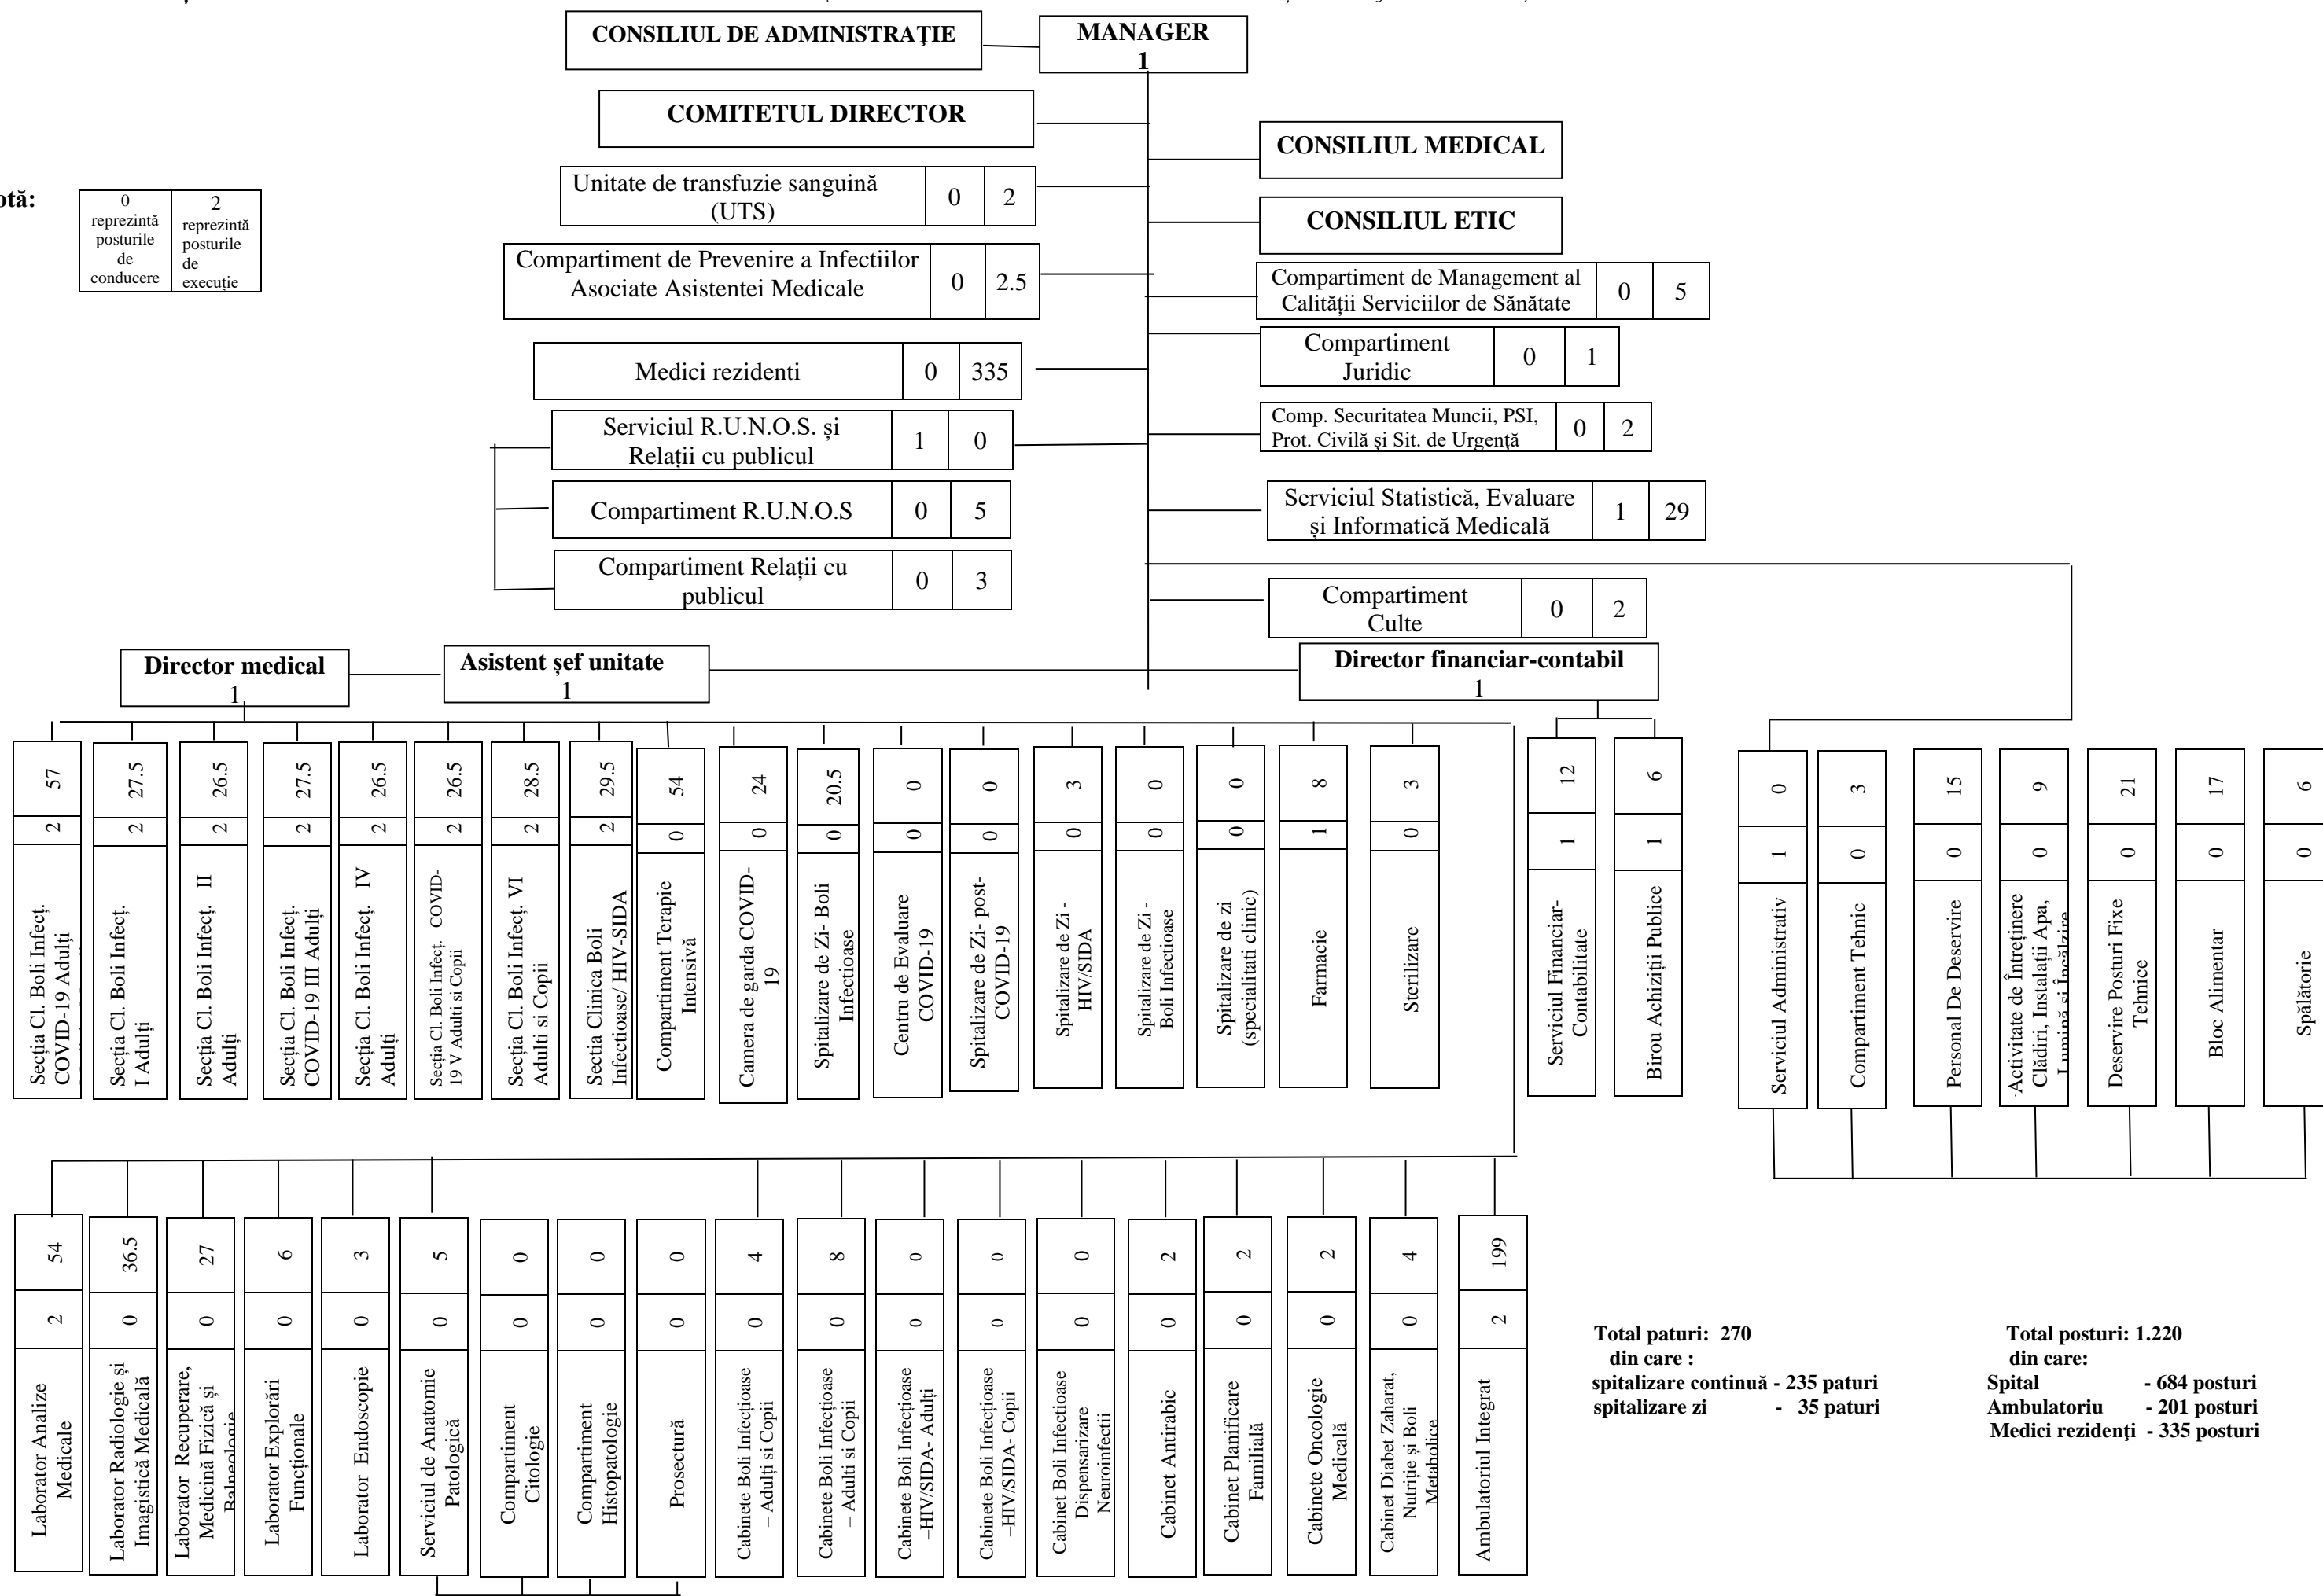 CONSILIUL DE ADMINISTRAŢIE
MANAGER
1
COMITETUL DIRECTOR
CONSILIUL MEDICAL
otă:
0
reprezintă
posturile
de
conducere
2
reprezintă
posturile
de
execuție
Unitate de transfuzie sanguină
(UTS)
0
2
CONSILIUL ETIC
Compartiment de Prevenire a Infectiilor
Asociate Asistentei Medicale
0
2.5
Compartiment de Management al
Calității Serviciilor de Sănătate
0
5
Medici rezidenti
0
335
Compartiment
Juridic
0
1
Serviciul R.U.N.O.S. și
Relații cu publicul
1
0
Comp. Securitatea Muncii, PSI,
Prot. Civilă şi Sit. de Urgenţă
0
2
Compartiment R.U.N.O.S
0
5
Serviciul Statistică, Evaluare
și Informatică Medicală
1
29
Compartiment Relații cu
publicul
0
3
Compartiment
Culte
0
2
Director medical
1
Asistent șef unitate
1
Director financiar-contabil
1
57
2
Secția Cl. Boli Infecț.
COVID-19 Adulți
27.5
2
Secția Cl. Boli Infecț.
I Adulți
26.5
2
Secția Cl. Boli Infecț. II
Adulți
27.5
2
Secția Cl. Boli Infecț.
COVID-19 III Adulți
26.5
2
Secția Cl. Boli Infecț. IV
Adulți
26.5
2
Secția Cl. Boli Infecț. COVID-
19 V Adulti si Copii
28.5
2
Secția Cl. Boli Infecț. VI
Adulti si Copii
29.5
2
Sectia Clinica Boli
Infectioase/ HIV-SIDA
54
0
Compartiment Terapie
Intensivă
24
0
Camera de garda COVID-
19
20.5
0
Spitalizare de Zi- Boli
Infectioase
0
0
Centru de Evaluare
COVID-19
0
0
Spitalizare de Zi- post-
COVID-19
3
0
Spitalizare de Zi -
HIV/SIDA
0
0
Spitalizare de Zi -
Boli Infectioase
0
0
Spitalizare de zi
(specialitati clinic)
8
1
Farmacie
3
0
Sterilizare
12
1
Serviciul Financiar-
Contabilitate
6
1
Birou Achiziții Publice
0
1
Serviciul Administrativ
3
0
Compartiment Tehnic
15
0
Personal De Deservire
9
0
Activitate de Întreținere
Clădiri, Instalații Apa,
Lumină și Încălzire
21
0
Deservire Posturi Fixe
Tehnice
17
0
Bloc Alimentar
6
0
Spălătorie
54
2
Laborator Analize
Medicale
36.5
0
Laborator Radiologie și
Imagistică Medicală
27
0
Laborator Recuperare,
Medicină Fizică și
Balneologie
6
0
Laborator Explorări
Funcționale
3
0
Laborator Endoscopie
5
0
Serviciul de Anatomie
Patologică
0
0
Compartiment
Citologie
0
0
Compartiment
Histopatologie
0
0
Prosectură
4
0
Cabinete Boli Infecțioase
– Adulți si Copii
8
0
Cabinete Boli Infecțioase
– Adulti si Copii
0
0
Cabinete Boli Infecțioase
–HIV/SIDA- Adulți
0
0
Cabinete Boli Infecțioase
–HIV/SIDA- Copii
0
0
Cabinet Boli Infectioase
Dispensarizare
Neuroinfectii
2
0
Cabinet Antirabic
2
0
Cabinet Planificare
Familială
2
0
Cabinete Oncologie
Medicală
4
0
Cabinet Diabet Zaharat,
Nutriție și Boli
Metabolice
199
2
Ambulatoriul Integrat
Total paturi: 270
din care :
spitalizare continuă - 235 paturi
spitalizare zi - 35 paturi
Total posturi: 1.220
din care:
Spital - 684 posturi
Ambulatoriu - 201 posturi
Medici rezidenţi - 335 posturi